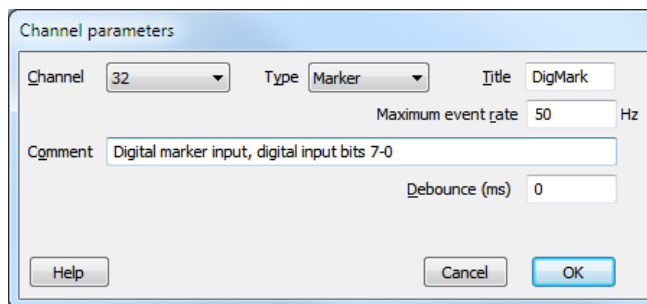 Channel parameters
Channel 32 Type Marker Title DigMark
Maximum event rate 50 Hz
Comment Digital marker input, digital input bits 7-0
Debounce (ms) 0
Help Cancel OK